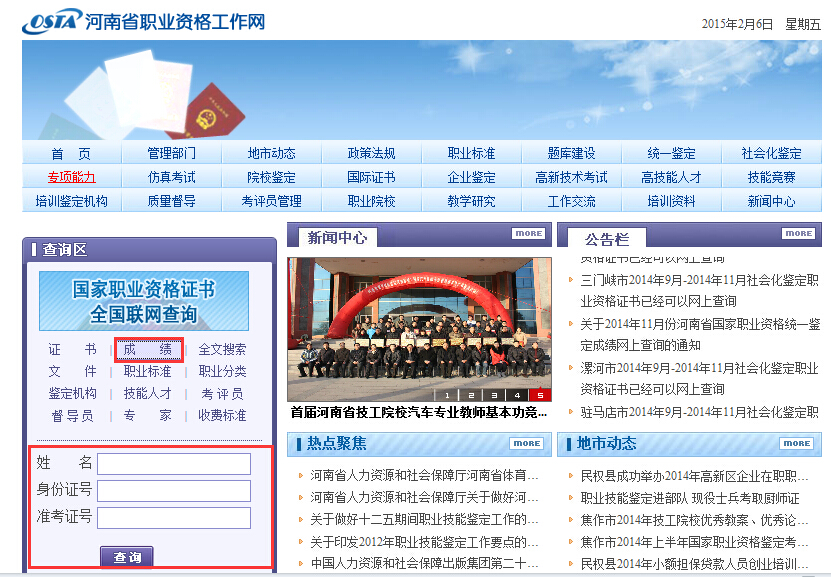 OSTA 河南省职业资格工作网
2015年2月6日 星期五
首 页 管理部门 地市动态 政策法规 职业标准 题库建设 统一鉴定 社会化鉴定
专项能力 仿真考试 院校鉴定 国际证书 企业鉴定 高新技术考试 高技能人才 技能竞赛
培训鉴定机构 质量督导 考评员管理 职业院校 教学研究 工作交流 培训资料 新闻中心
查询区
国家职业资格证书
全国联网查询
证 书 成 绩 全文搜索
文 件 职业标准 职业分类
鉴定机构 技能人才 考 评 员
督 导 员 专 家 收费标准
姓 名
身份证号
准考证号
查询
新闻中心 MORE
1 2 3 4 5
首届河南省技工院校汽车专业教师基本功竞...
热点聚焦 MORE
河南省人力资源和社会保障厅河南省体育...
河南省人力资源和社会保障厅关于做好河...
关于做好十二五期间职业技能鉴定工作的...
关于印发2012年职业技能鉴定工作要点的...
中国人力资源和社会保障出版集团第二十...
公告栏 MORE
资格证书已经可以网上查询
三门峡市2014年9月-2014年11月社会化鉴定职
业资格证书已经可以网上查询
关于2014年11月份河南省国家职业资格统一鉴
定成绩网上查询的通知
漯河市2014年9月-2014年11月社会化鉴定职业
资格证书已经可以网上查询
驻马店市2014年9月-2014年11月社会化鉴定职
地市动态 MORE
民权县成功举办2014年高新区企业在职职...
职业技能鉴定进部队 现役士兵考取厨师证
焦作市2014年技工院校优秀教案、优秀论...
焦作市2014年上半年国家职业资格鉴定考...
民权县2014年小额担保贷款人员创业培训...